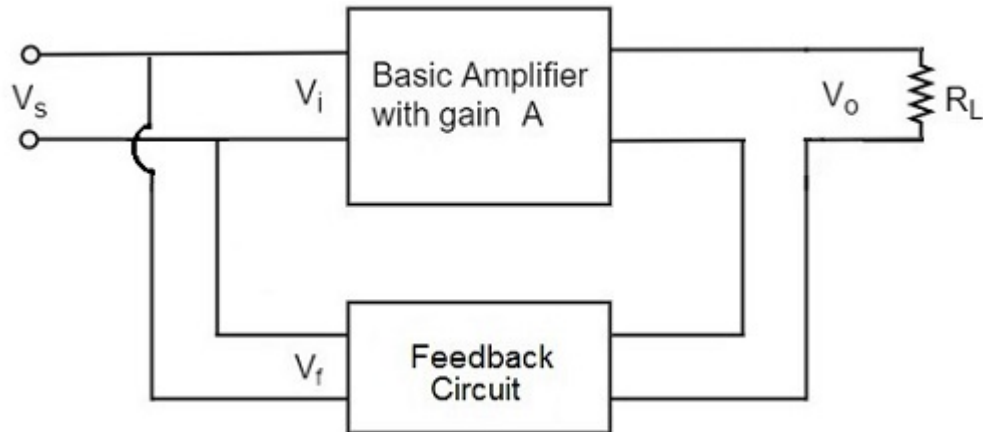 Basic Amplifier
with gain A
Vs
Vi
Vo
RL
Vf
Feedback
Circuit